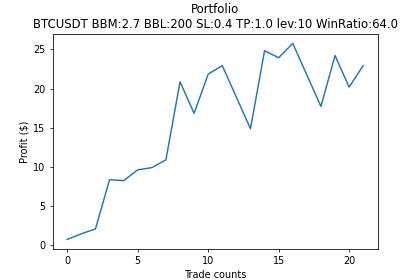 Portfolio
BTCUSDT BBM:2.7 BBL:200 SL:0.4 TP:1.0 lev:10 WinRatio:64.0
25
20
15
10
5
0
Profit ($)
0 5 10 15 20
Trade counts